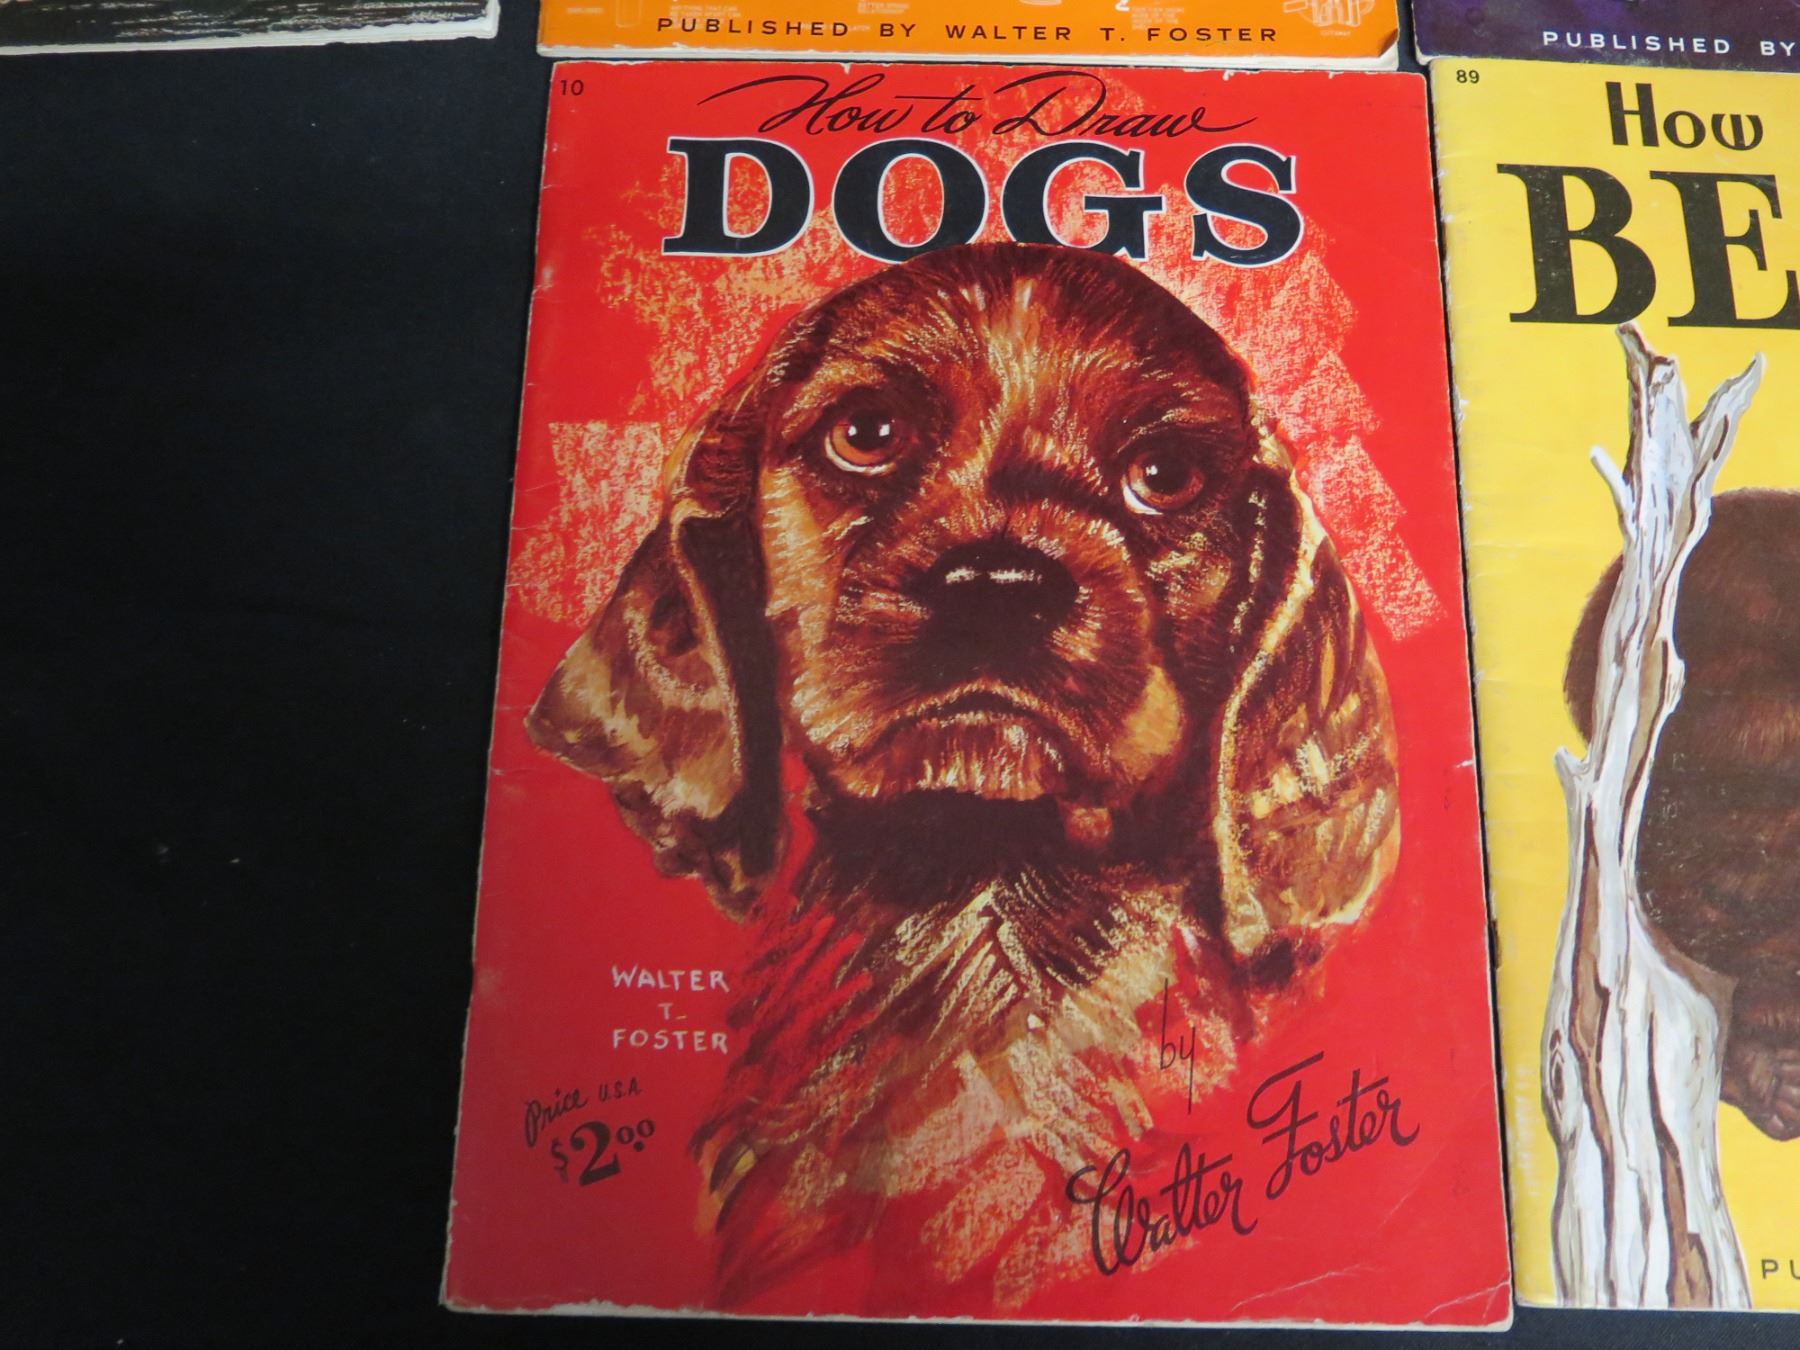 PUBLISHED BY WALTER T. FOSTER
PUBLISHED BY
10
How to Draw
DOGS
WALTER
T.
FOSTER
Price U.S.A.
$2.00
by
Walter Foster
89
How
BE
PU